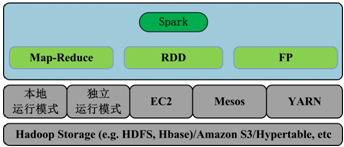 Spark
Map-Reduce RDD FP
本地 独立
运行模式 运行模式 EC2 Mesos YARN
Hadoop Storage (e.g. HDFS, Hbase)/Amazon S3/Hypertable, etc